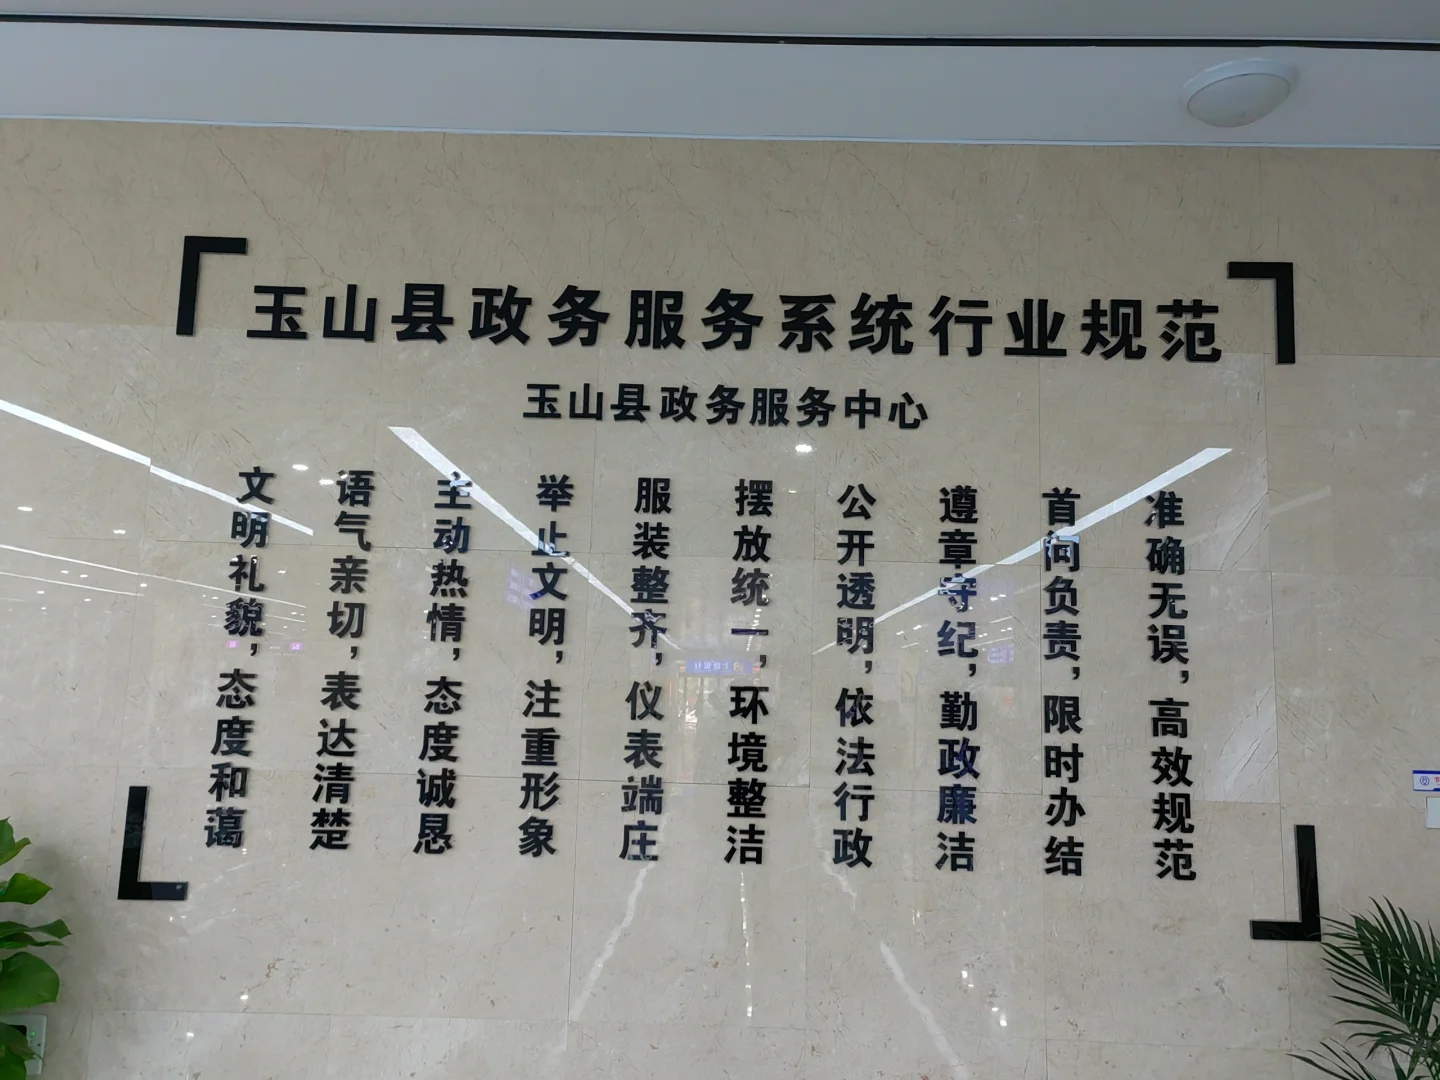 玉山县政务服务系统行业规范
玉山县政务服务中心
文明礼貌，态度和蔼
语气亲切，表达清楚
主动热情，态度诚恳
举止文明，注重形象
服装整齐，仪表端庄
摆放统一，环境整洁
公开透明，依法行政
遵章守纪，勤政廉洁
首问负责，限时办结
准确无误，高效规范